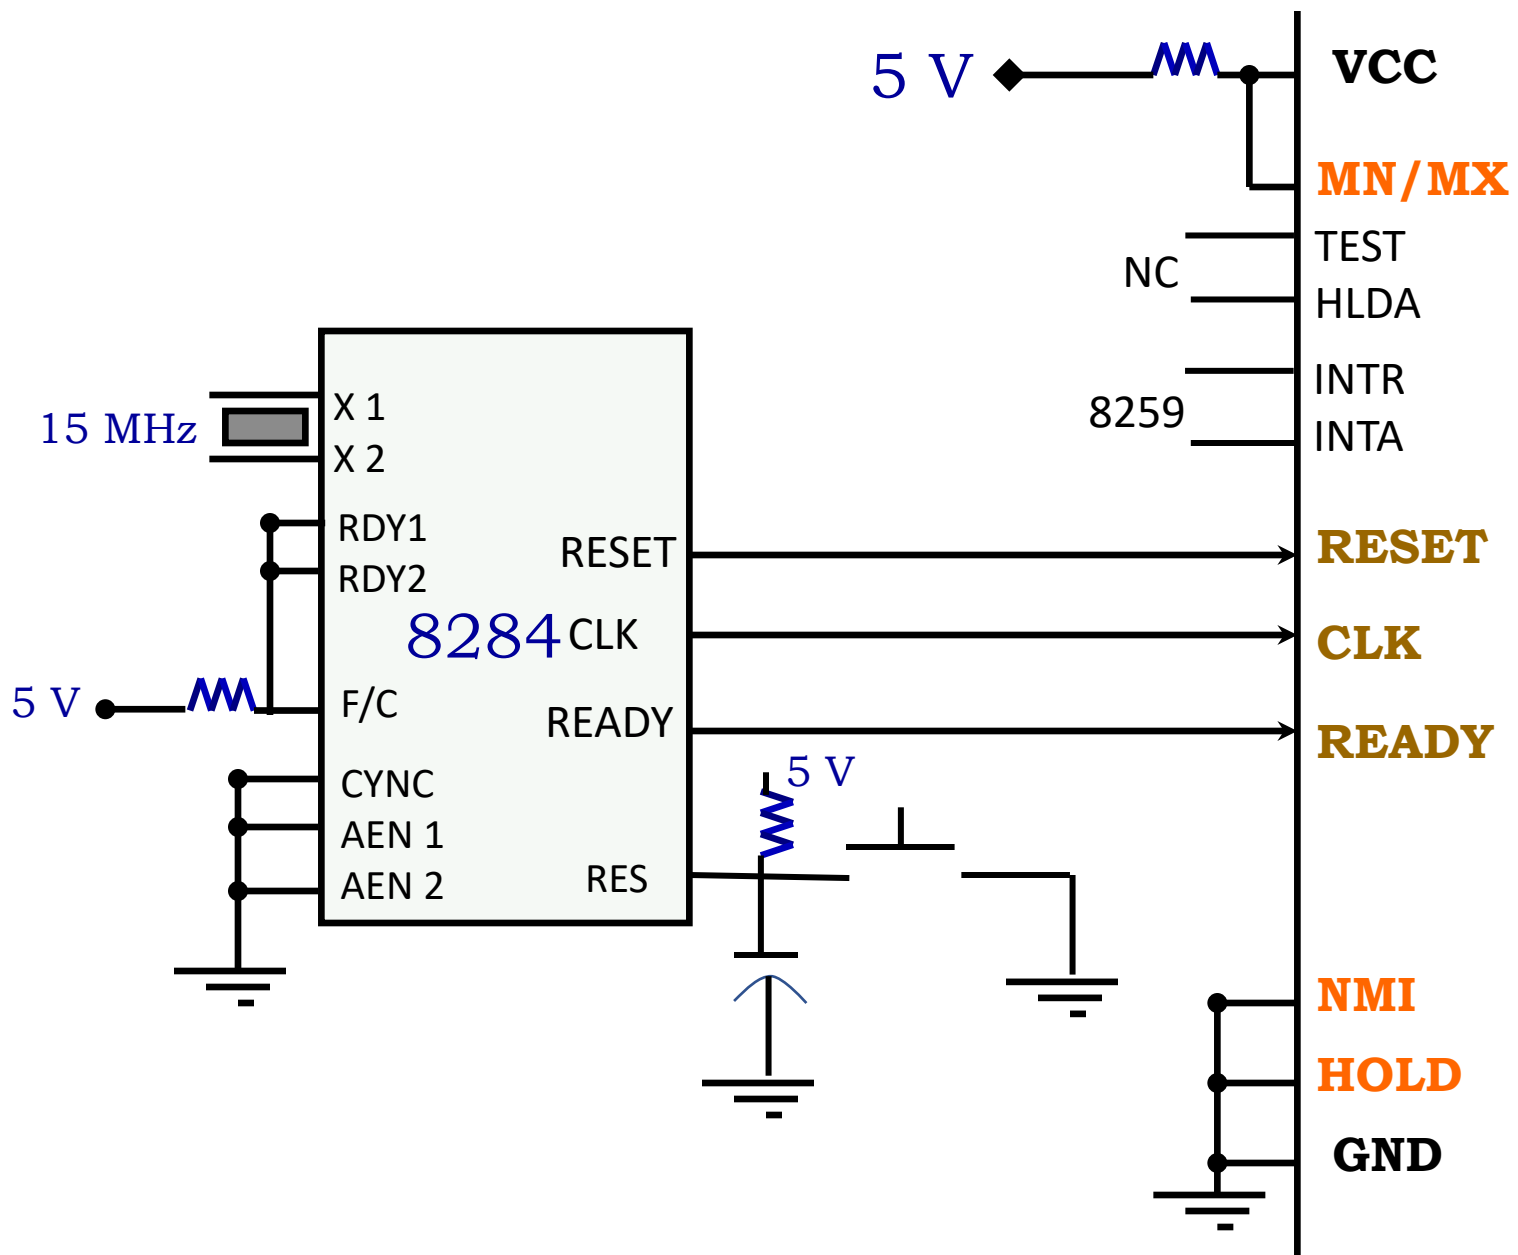 5 V
VCC
MN/MX
TEST
NC
HLDA
INTR
8259
INTA
15 MHz
X 1
X 2
RDY1
RDY2
RESET
RESET
8284
CLK
CLK
5 V
F/C
READY
READY
5 V
CYNC
AEN 1
AEN 2
RES
NMI
HOLD
GND